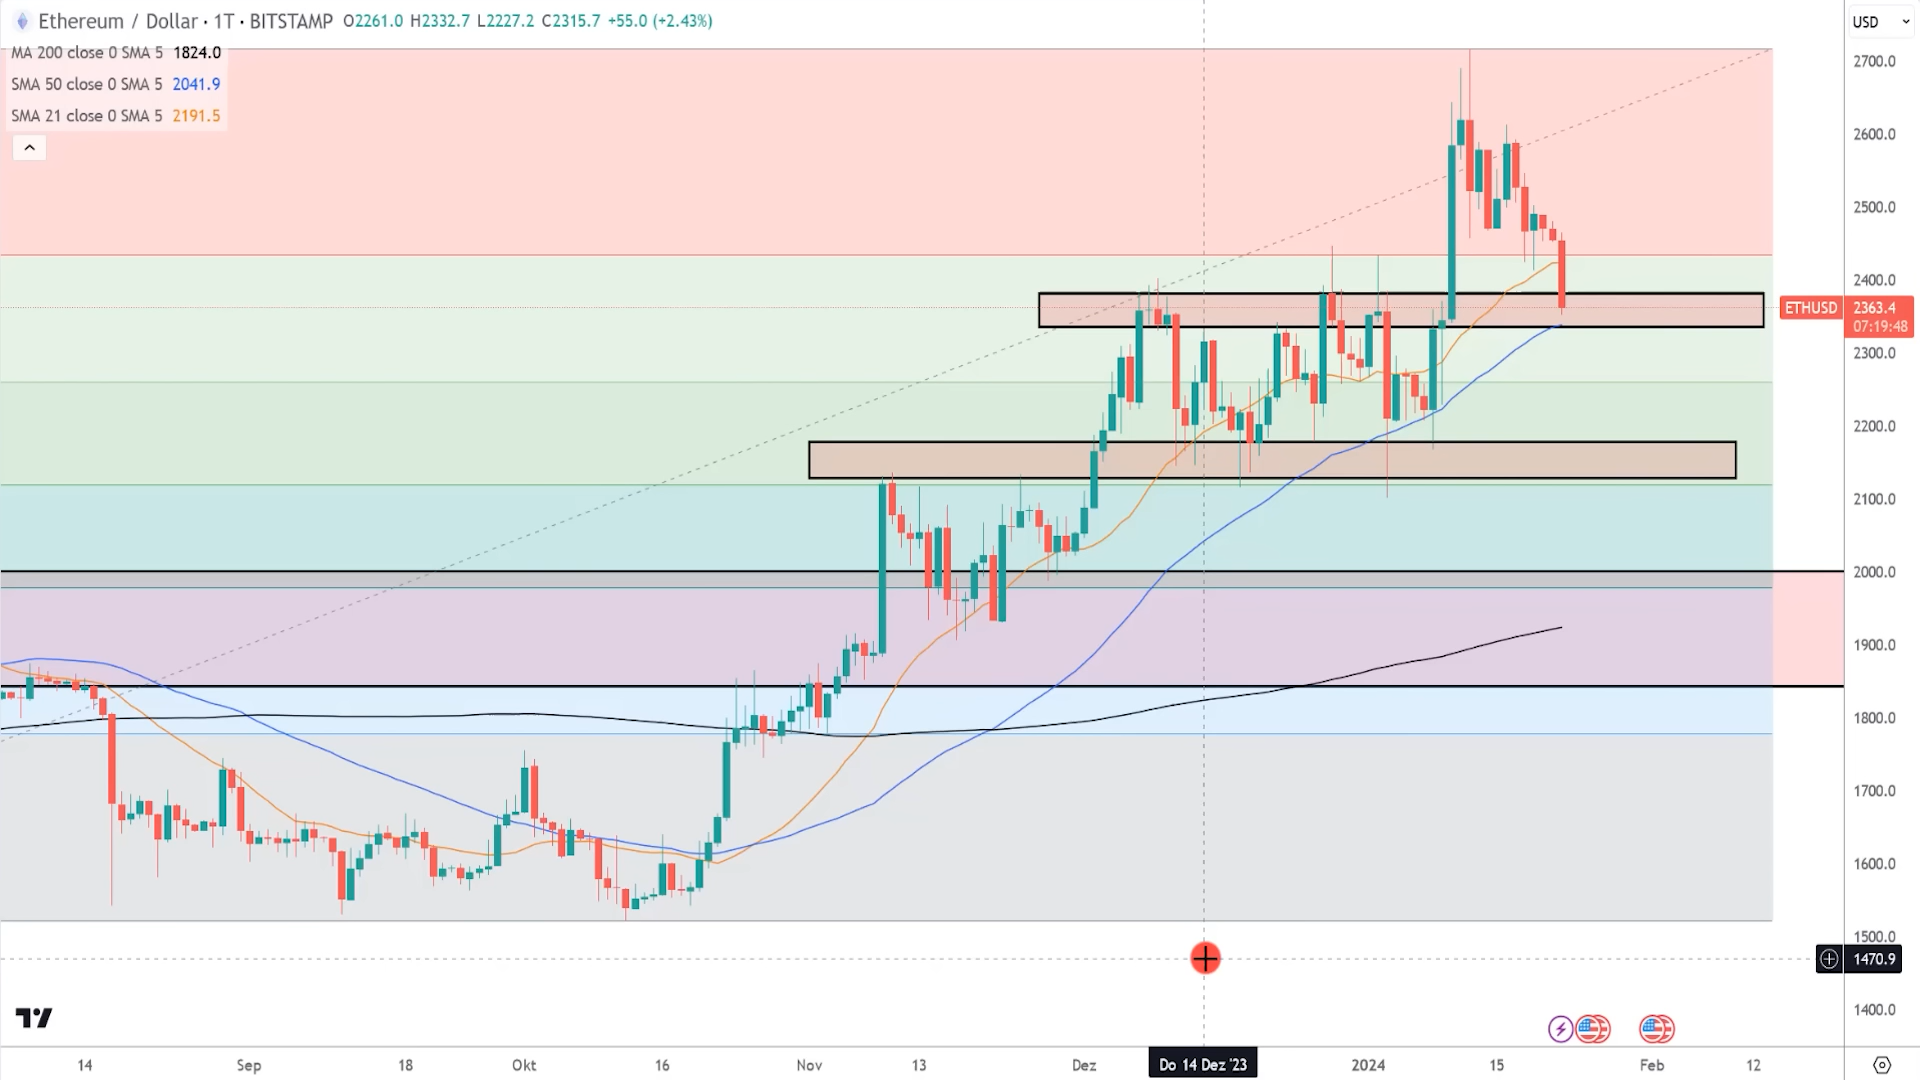 Ethereum / Dollar · 1T · BITSTAMP O2261.0 H2332.7 L2227.2 C2315.7 +55.0 (+2.43%)
USD
MA 200 close 0 SMA 5 1824.0
SMA 50 close 0 SMA 5 2041.9
SMA 21 close 0 SMA 5 2191.5
2700.0
2600.0
2500.0
2400.0
ETHUSD 2363.4
07:19:48
2300.0
2200.0
2100.0
2000.0
1900.0
1800.0
1700.0
1600.0
1500.0
1470.9
1400.0
14 Sep 18 Okt 16 Nov 13 Dez Do 14 Dez '23 2024 15 Feb 12